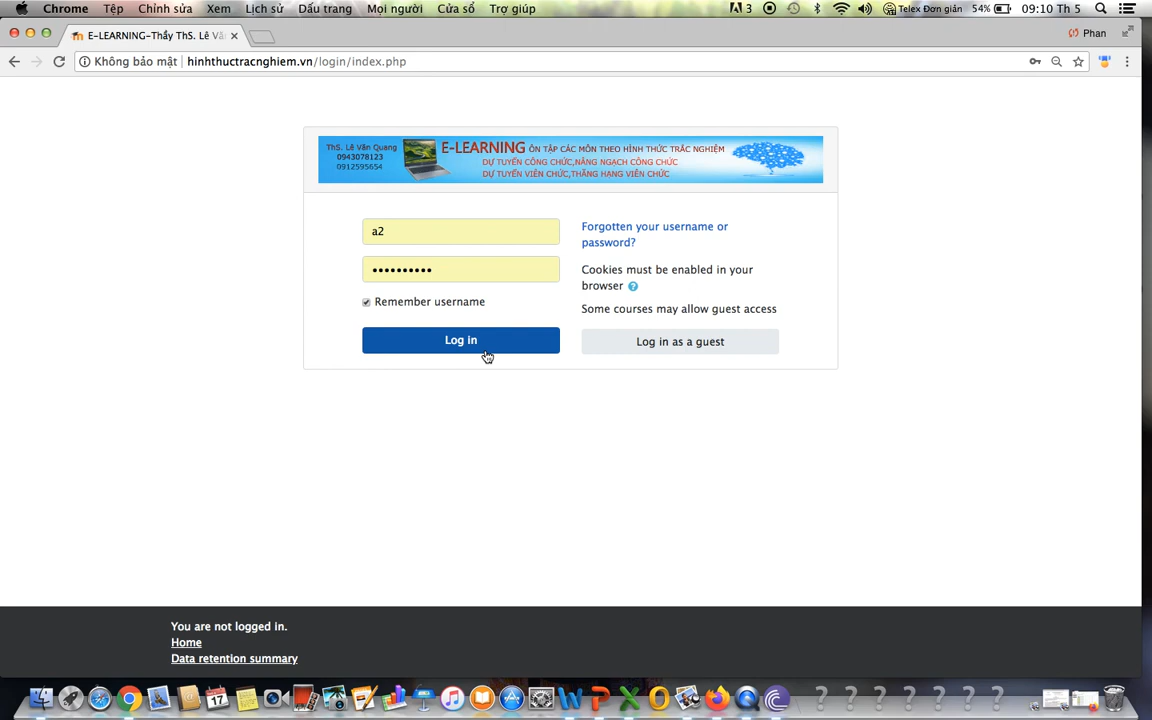 Chrome Tệp Chỉnh sửa Xem Lịch sử Dấu trang Mọi người Cửa sổ Trợ giúp
3 Telex Đơn giản 54% 09:10 Th 5
E-LEARNING-Thầy ThS. Lê Vă
Phan
Không bảo mật hinhthuctracnghiem.vn/login/index.php
ThS. Lê Văn Quang
0943078123
0912595654
E-LEARNING ÔN TẬP CÁC MÔN THEO HÌNH THỨC TRẮC NGHIỆM
DỰ TUYỂN CÔNG CHỨC,NÂNG NGẠCH CÔNG CHỨC
DỰ TUYỂN VIÊN CHỨC,THĂNG HẠNG VIÊN CHỨC
a2
••••••••••
Remember username
Log in
Forgotten your username or
password?
Cookies must be enabled in your
browser
Some courses may allow guest access
Log in as a guest
You are not logged in.
Home
Data retention summary
17